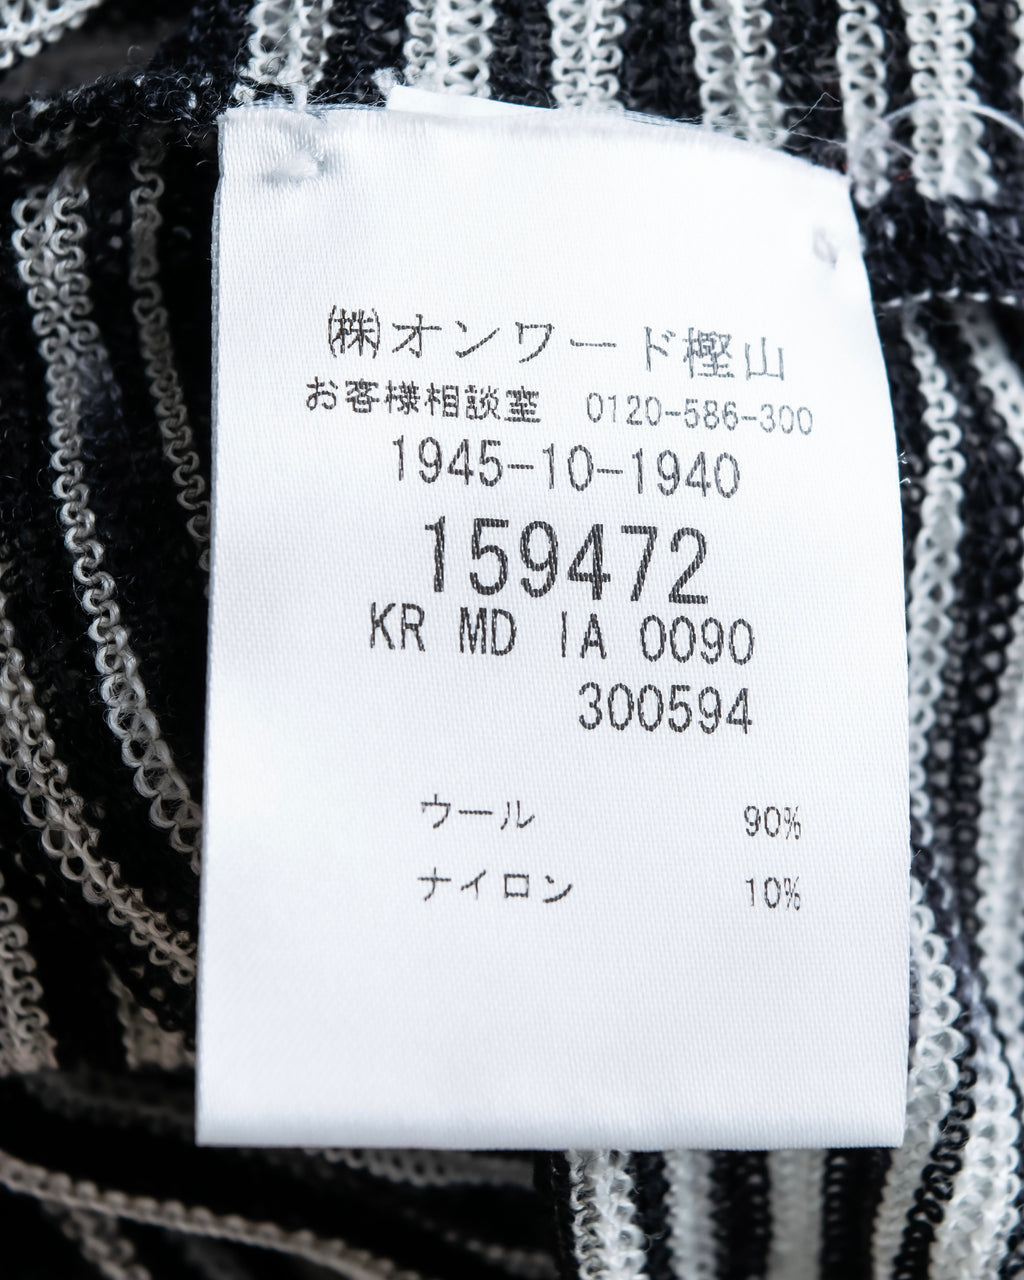 ㈱オンワード樫山
お客様相談室 0120-586-300
1945-10-1940
159472
KR MD IA 0090
300594
ウール 90%
ナイロン 10%